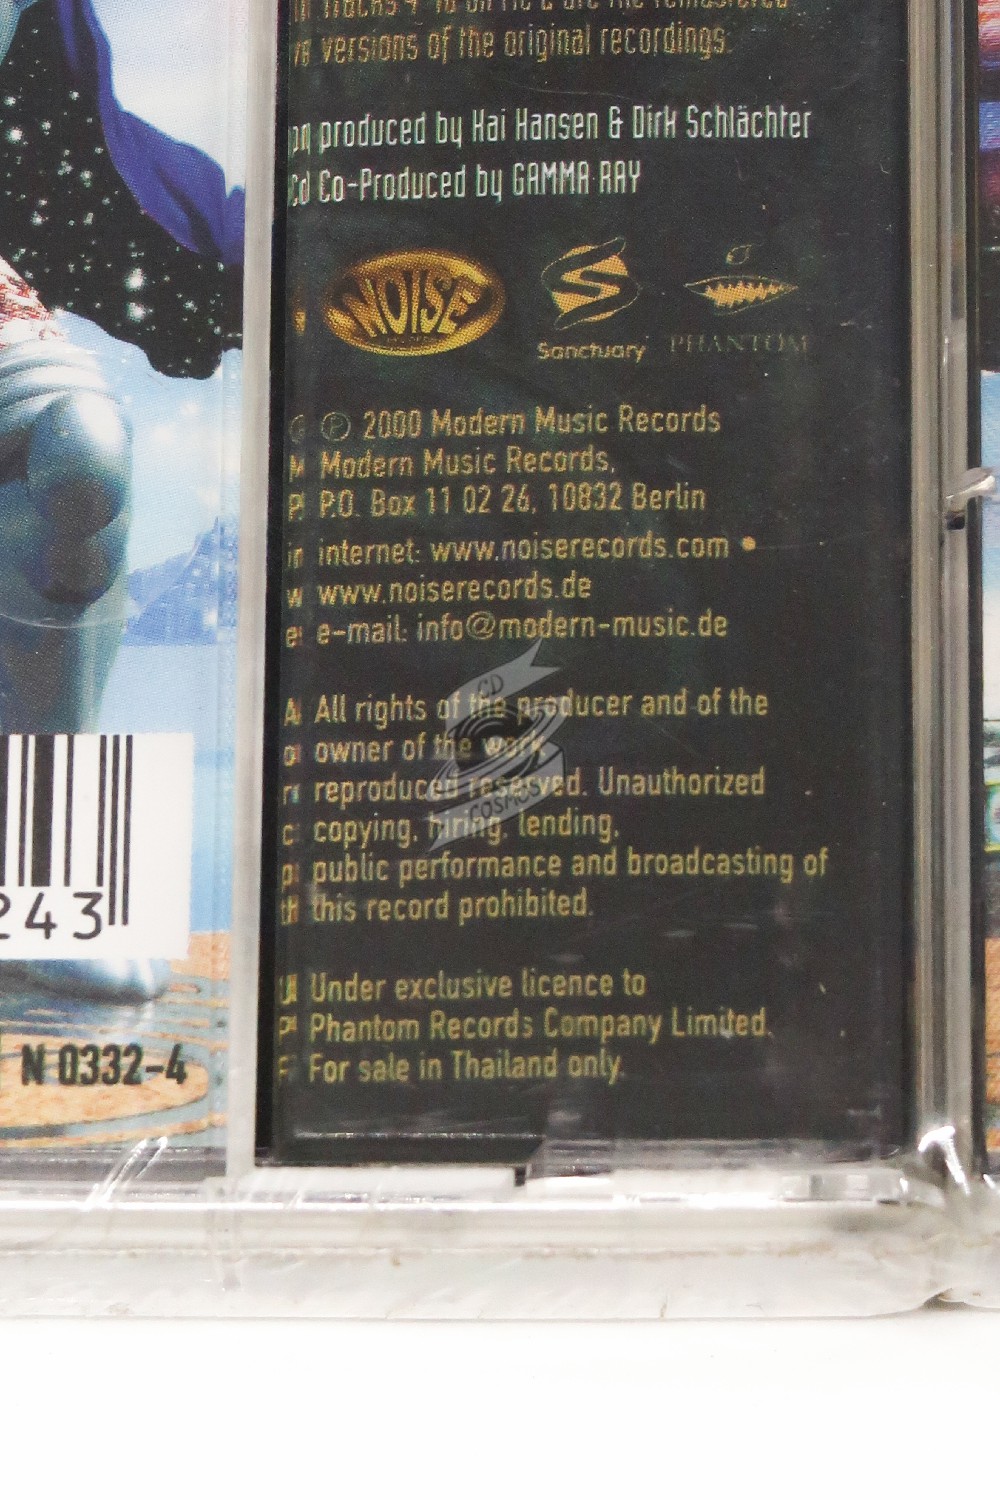 versions of the original recordings.
produced by Kai Hansen & Dirk Schlächter
Co-Produced by GAMMA RAY
NOISE
Sanctuary
PHANTOM
℗ 2000 Modern Music Records
Modern Music Records,
P.O. Box 11 02 26, 10832 Berlin
internet: www.noiserecords.com •
www.noiserecords.de
e-mail: info@modern-music.de
All rights of the producer and of the
owner of the work
reproduced reserved. Unauthorized
copying, hiring, lending,
public performance and broadcasting of
this record prohibited.
Under exclusive licence to
Phantom Records Company Limited.
For sale in Thailand only.
CD
COSMOS
243
N 0332-4